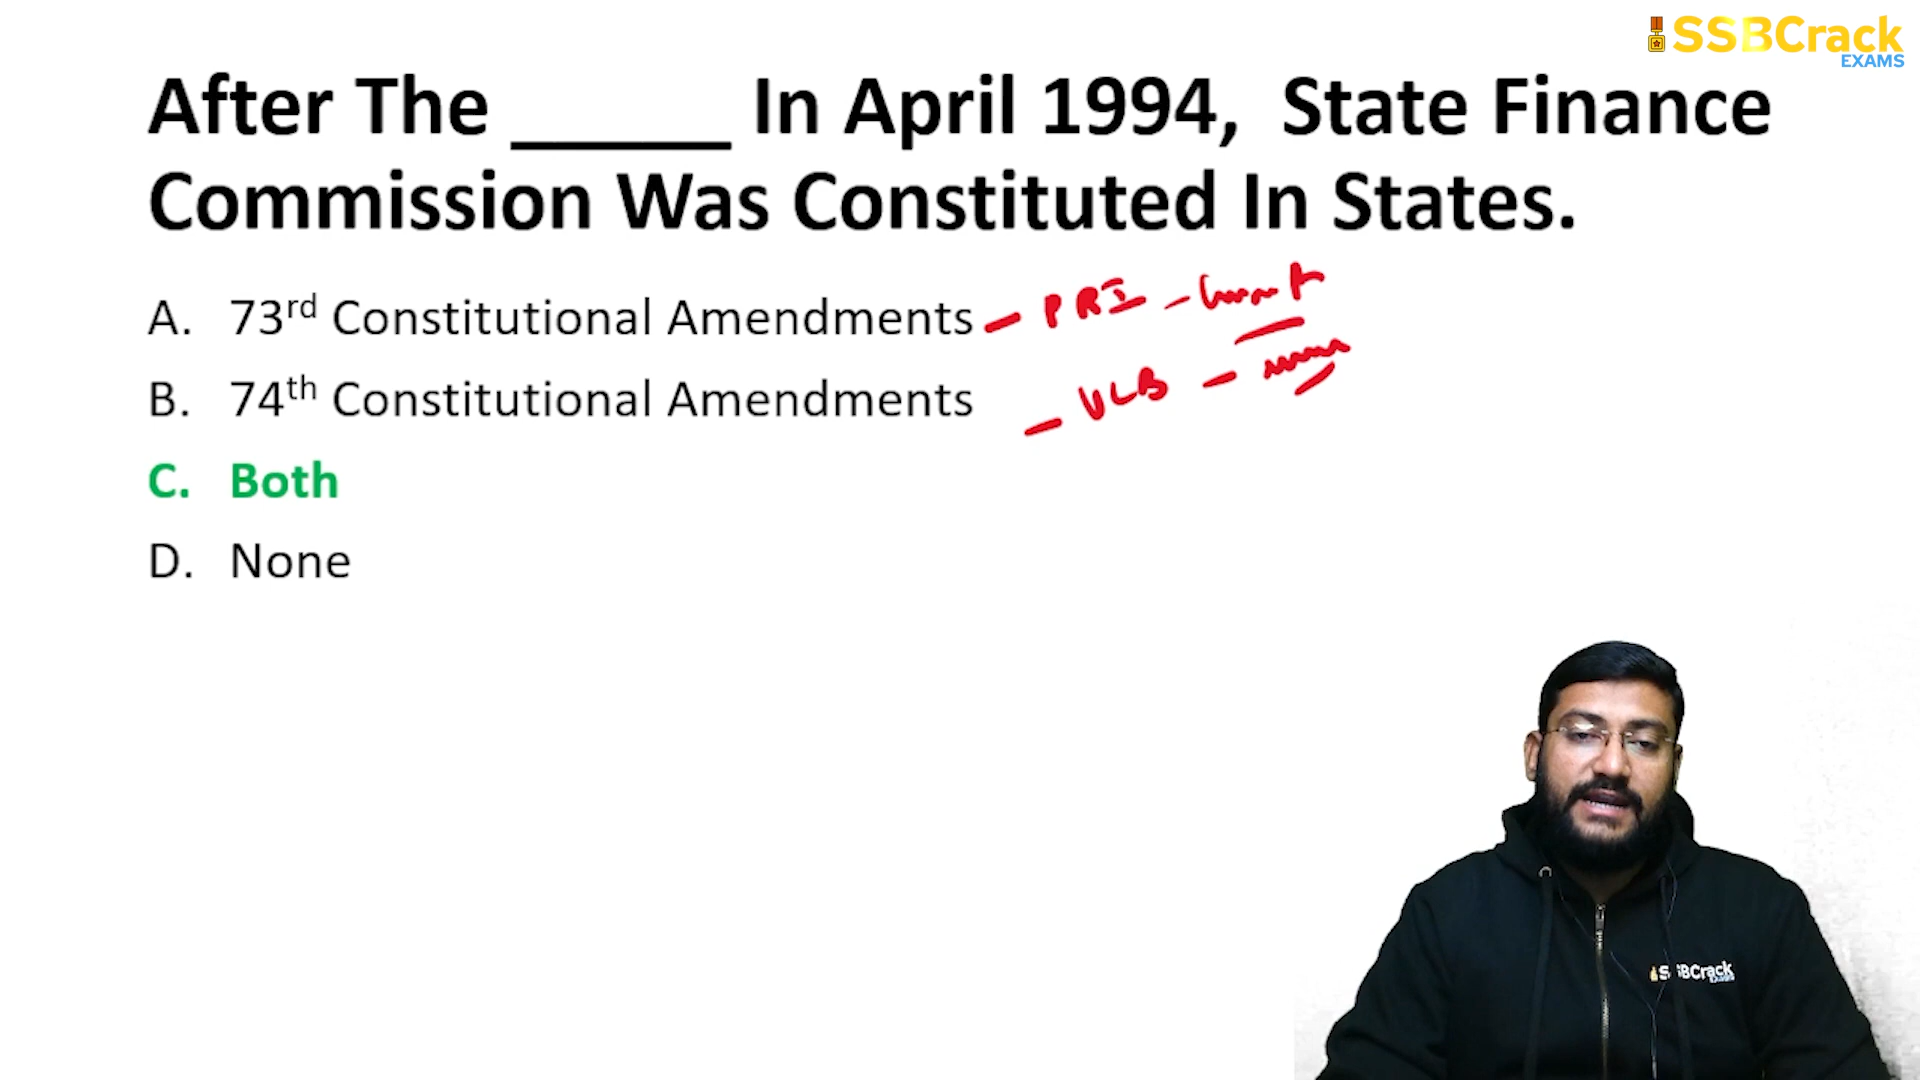 SSBCrack
EXAMS
After The _____ In April 1994, State Finance
Commission Was Constituted In States.
A. 73rd Constitutional Amendments - PRI -
B. 74th Constitutional Amendments - ULB -
C. Both
D. None
SSBCrack